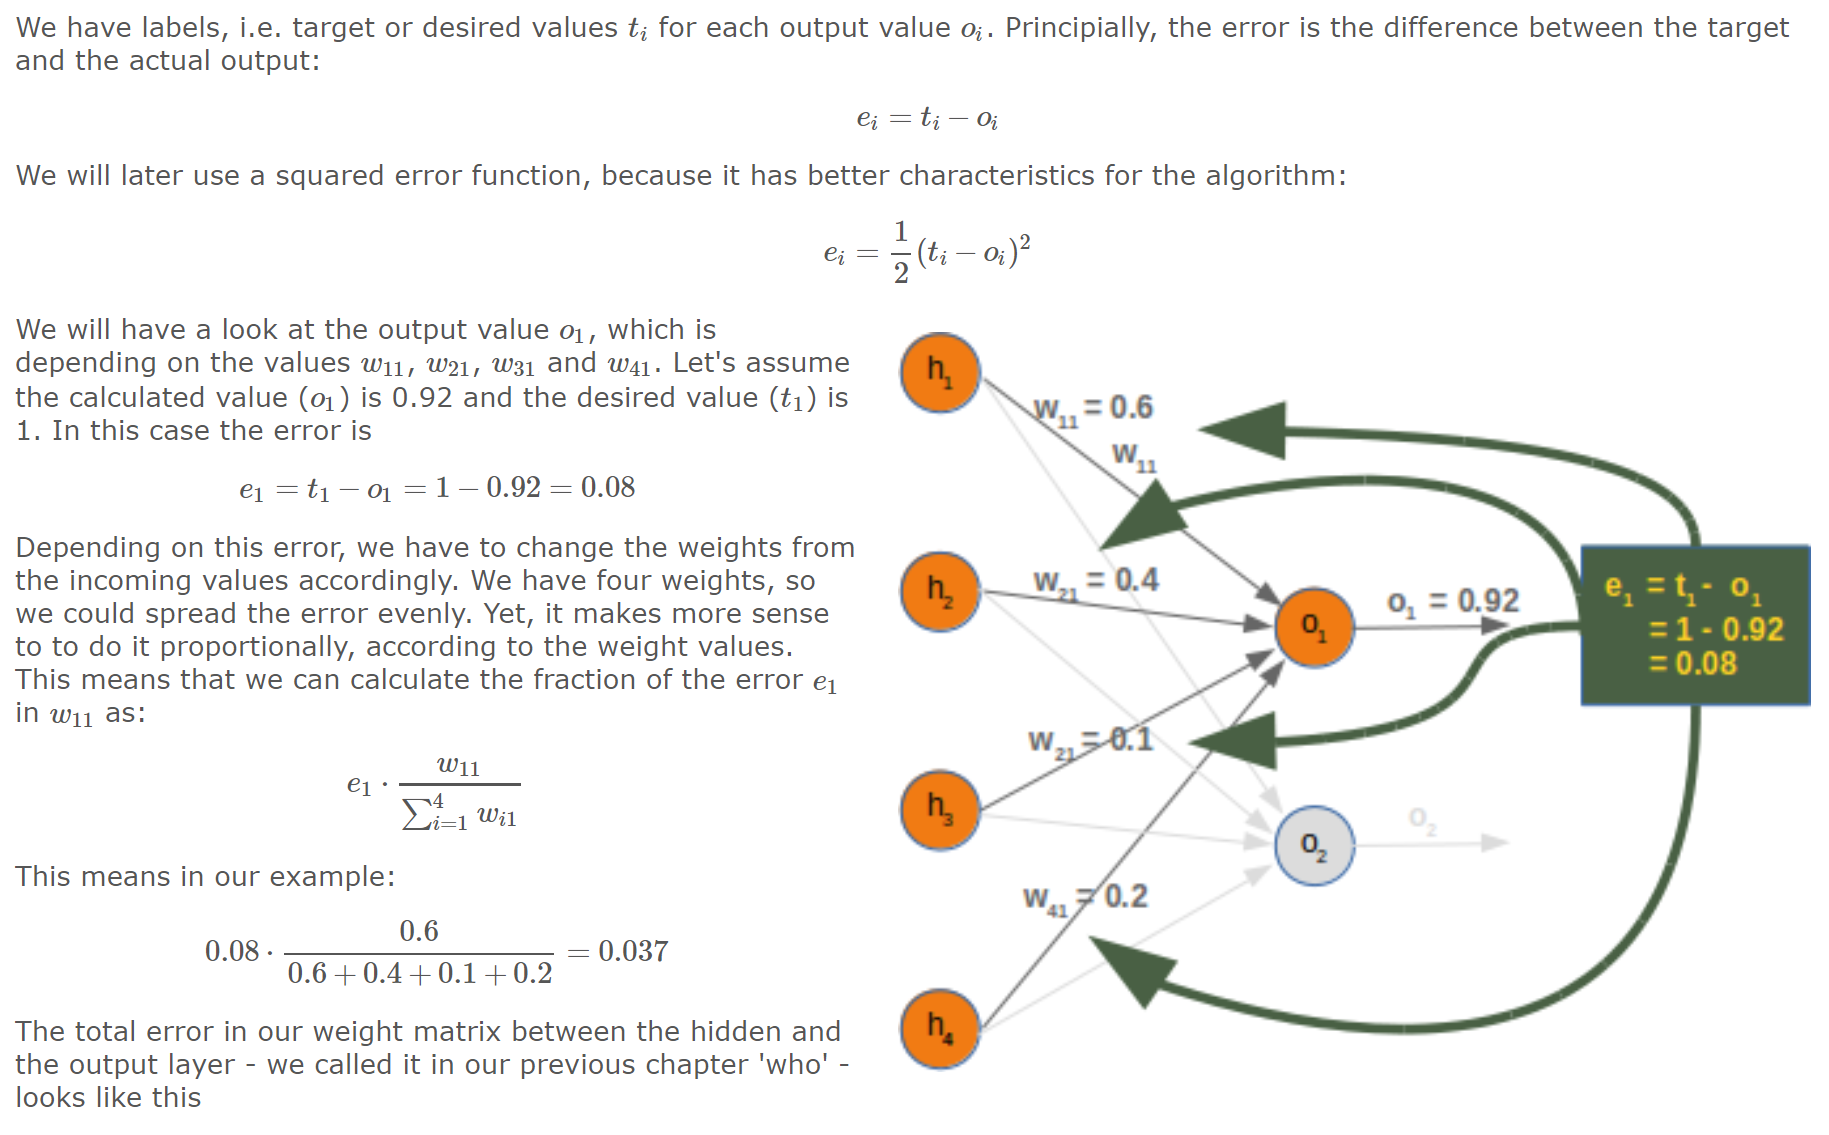 We have labels, i.e. target or desired values tᵢ for each output value oᵢ. Principially, the error is the difference between the target
and the actual output:
eᵢ = tᵢ − oᵢ
We will later use a squared error function, because it has better characteristics for the algorithm:
eᵢ = 1/2 (tᵢ − oᵢ)²
We will have a look at the output value o₁, which is
depending on the values w₁₁, w₂₁, w₃₁ and w₄₁. Let's assume
the calculated value (o₁) is 0.92 and the desired value (t₁) is
1. In this case the error is
e₁ = t₁ − o₁ = 1 − 0.92 = 0.08
Depending on this error, we have to change the weights from
the incoming values accordingly. We have four weights, so
we could spread the error evenly. Yet, it makes more sense
to to do it proportionally, according to the weight values.
This means that we can calculate the fraction of the error e₁
in w₁₁ as:
e₁ · w₁₁ / ∑⁴ᵢ₌₁ wᵢ₁
This means in our example:
0.08 · 0.6 / 0.6 + 0.4 + 0.1 + 0.2 = 0.037
The total error in our weight matrix between the hidden and
the output layer - we called it in our previous chapter 'who' -
looks like this
h₁
w₁₁ = 0.6
w₁₁
h₂
w₂₁ = 0.4
o₁
o₁ = 0.92
e₁ = t₁ - o₁
= 1 - 0.92
= 0.08
h₃
w₂₁ = 0.1
o₂
o₂
w₄₁ = 0.2
h₄